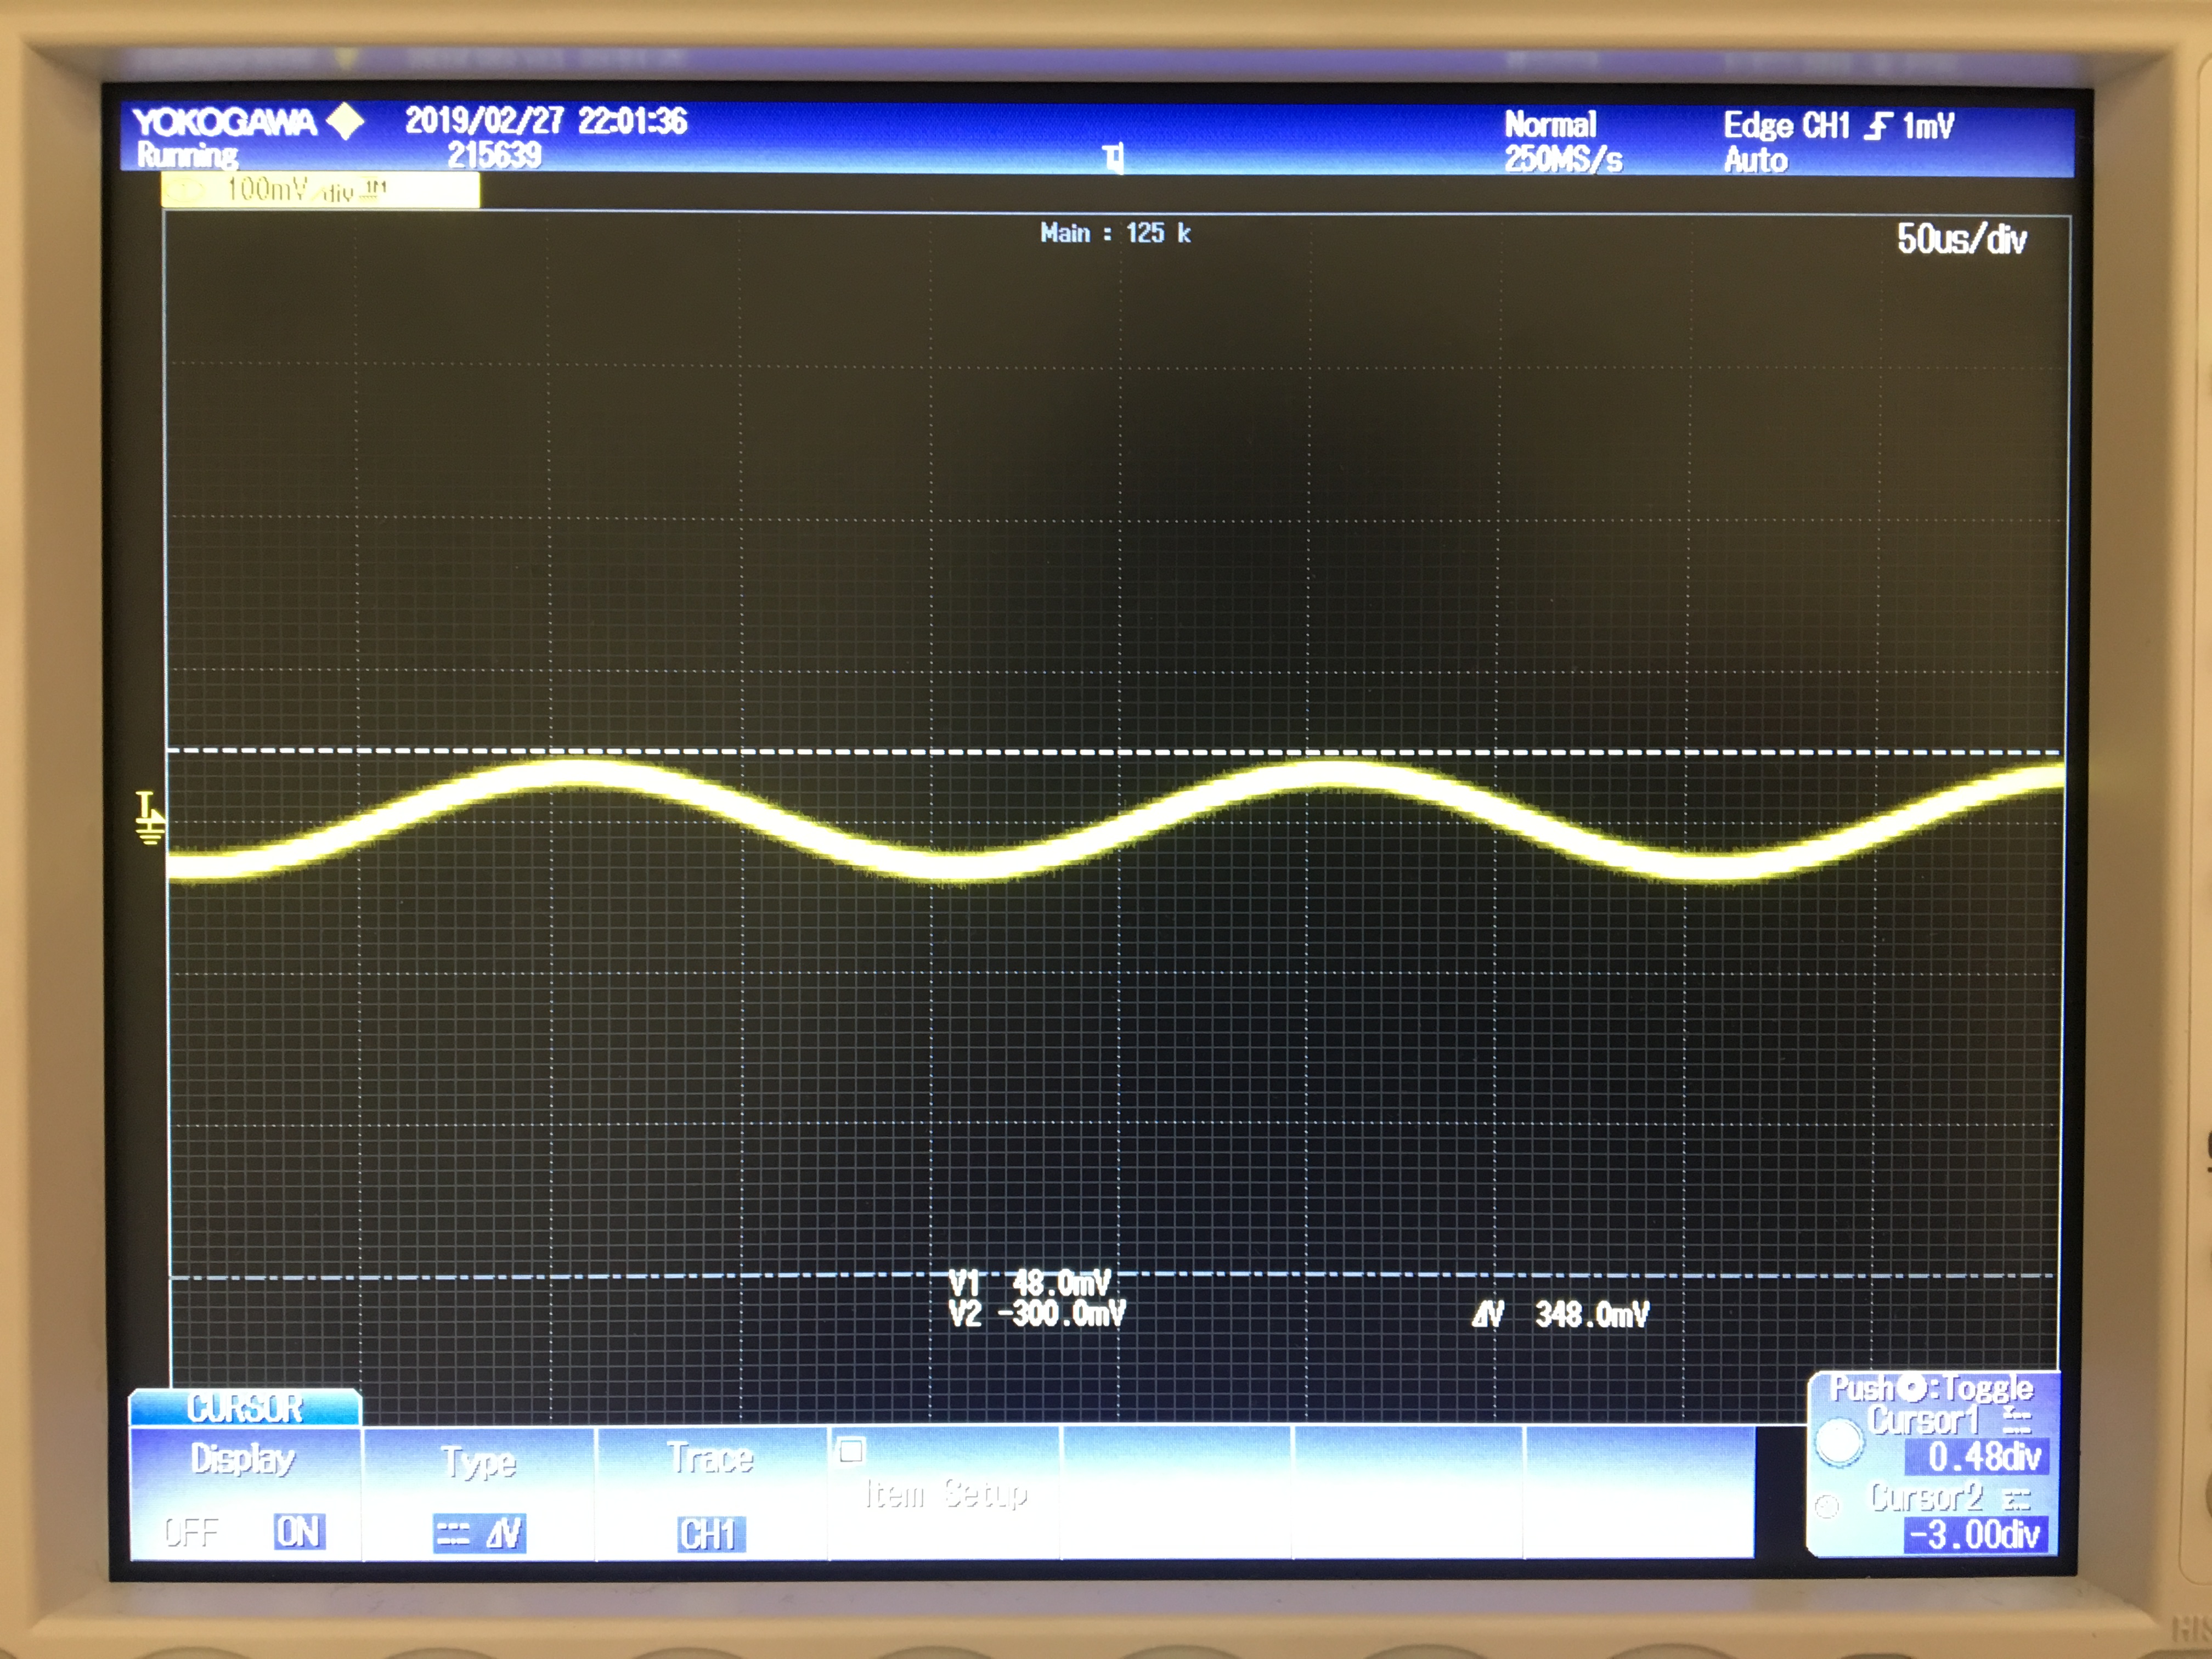 YOKOGAWA 2019/02/27 22:01:36 Normal Edge CH1 1mV
Running 215639 T 250MS/s Auto
100mV/div 1M
Main : 125 k 50us/div
T
V1 48.0mV
V2 -300.0mV ΔV 348.0mV
Push :Toggle
CURSOR Cursor1
Display Type Trace 0.48div
Item Setup Cursor2
OFF ON ΔV CH1 -3.00div